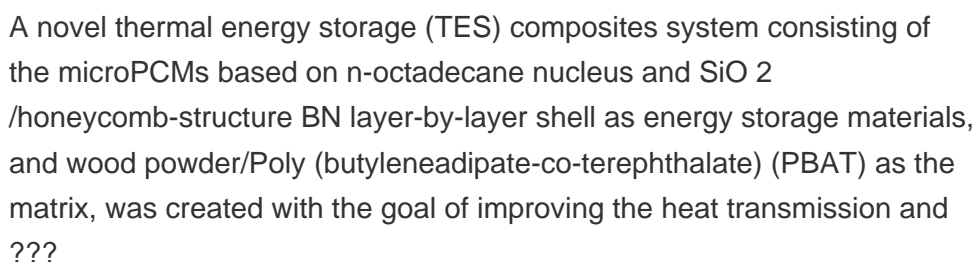 A novel thermal energy storage (TES) composites system consisting of
the microPCMs based on n-octadecane nucleus and SiO 2
/honeycomb-structure BN layer-by-layer shell as energy storage materials,
and wood powder/Poly (butyleneadipate-co-terephthalate) (PBAT) as the
matrix, was created with the goal of improving the heat transmission and
???